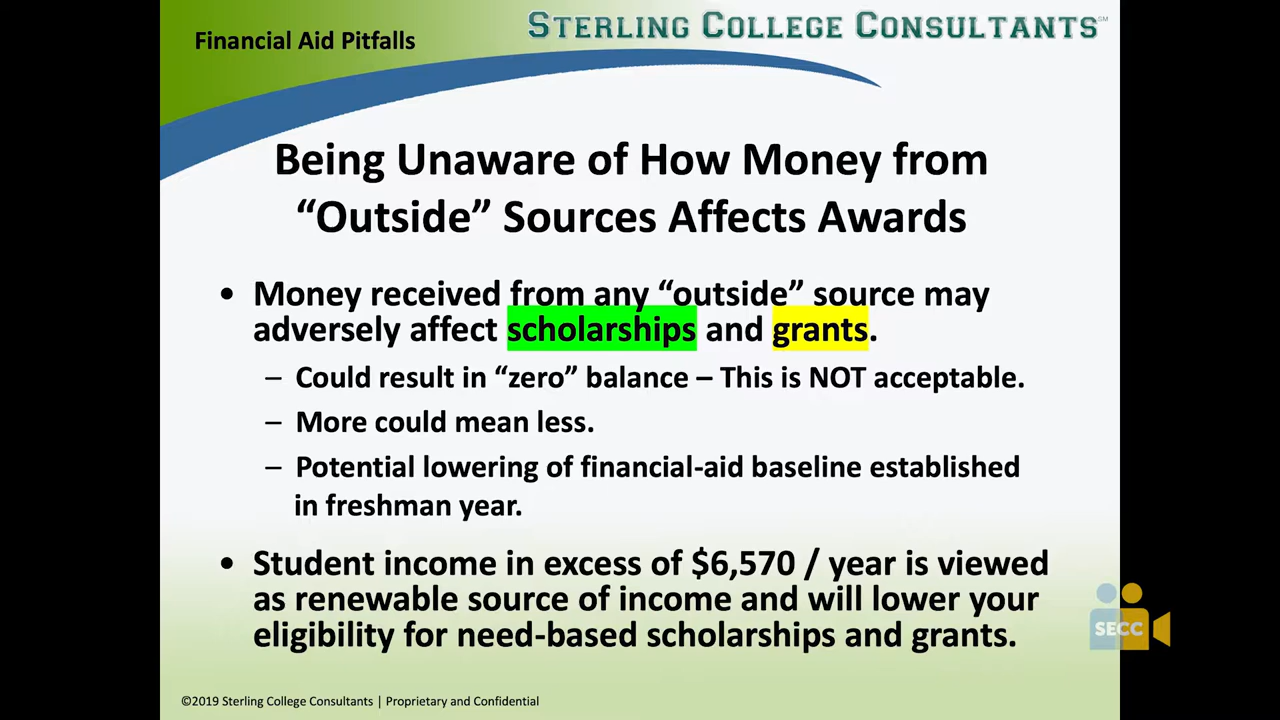 Financial Aid Pitfalls
STERLING COLLEGE CONSULTANTS℠
Being Unaware of How Money from
“Outside” Sources Affects Awards
• Money received from any “outside” source may
adversely affect scholarships and grants.
– Could result in “zero” balance – This is NOT acceptable.
– More could mean less.
– Potential lowering of financial-aid baseline established
in freshman year.
• Student income in excess of $6,570 / year is viewed
as renewable source of income and will lower your
eligibility for need-based scholarships and grants.
SECC
©2019 Sterling College Consultants | Proprietary and Confidential